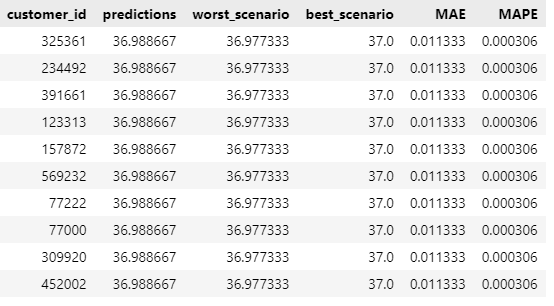 customer_id predictions worst_scenario best_scenario MAE MAPE
325361 36.988667 36.977333 37.0 0.011333 0.000306
234492 36.988667 36.977333 37.0 0.011333 0.000306
391661 36.988667 36.977333 37.0 0.011333 0.000306
123313 36.988667 36.977333 37.0 0.011333 0.000306
157872 36.988667 36.977333 37.0 0.011333 0.000306
569232 36.988667 36.977333 37.0 0.011333 0.000306
77222 36.988667 36.977333 37.0 0.011333 0.000306
77000 36.988667 36.977333 37.0 0.011333 0.000306
309920 36.988667 36.977333 37.0 0.011333 0.000306
452002 36.988667 36.977333 37.0 0.011333 0.000306